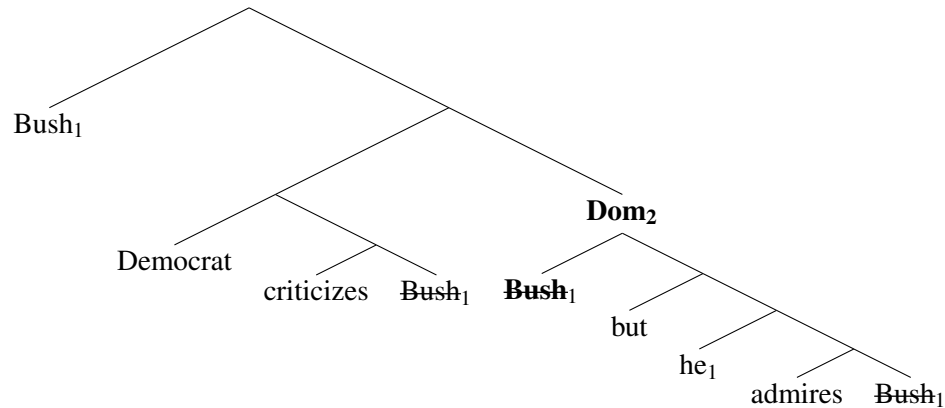 Bush₁
Dom₂
Democrat
criticizes Bush₁ Bush₁
but
he₁
admires Bush₁